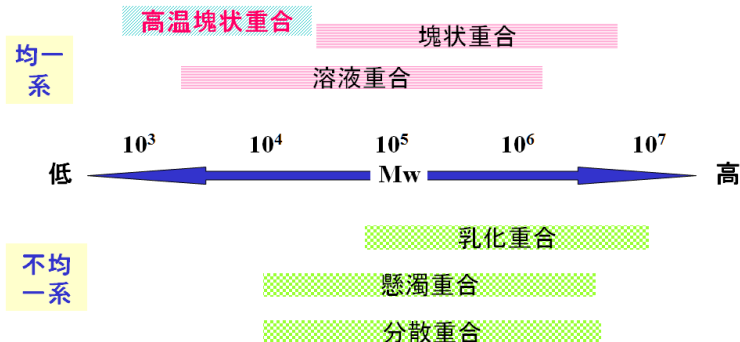 高温塊状重合
塊状重合
均一
系
溶液重合
10³ 10⁴ 10⁵ 10⁶ 10⁷
低 Mw 高
乳化重合
不均
一系
懸濁重合
分散重合